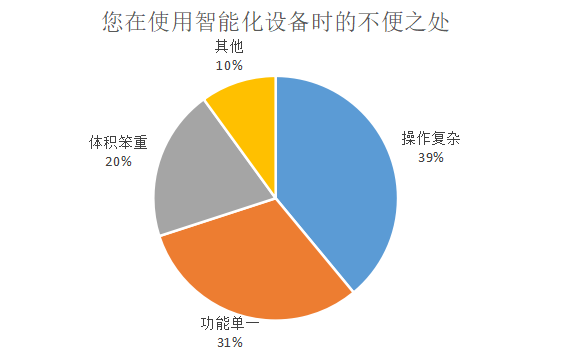 您在使用智能化设备时的不便之处
其他
10%
操作复杂
39%
体积笨重
20%
功能单一
31%